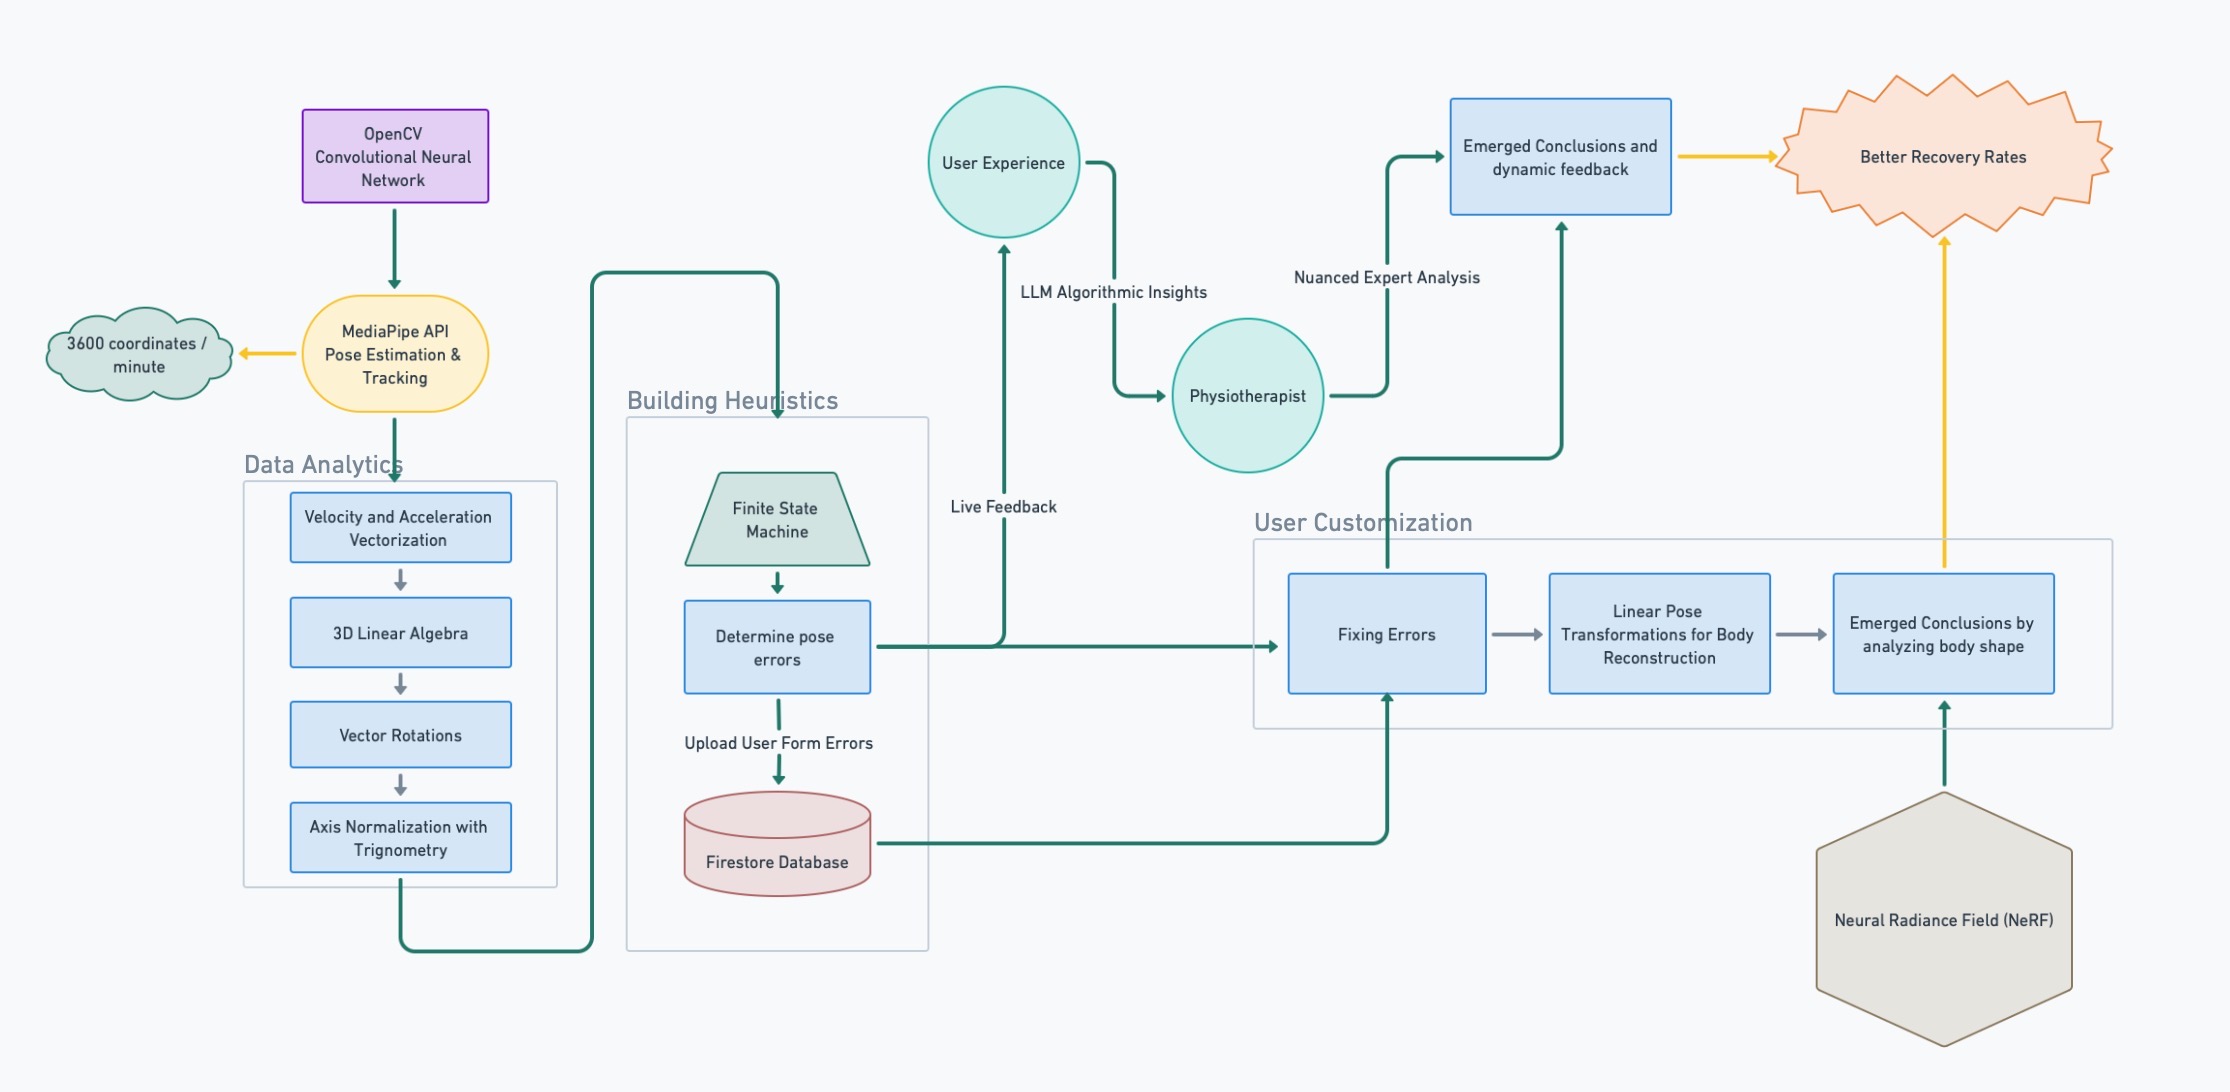 OpenCV
Convolutional Neural
Network
MediaPipe API
Pose Estimation &
Tracking
3600 coordinates /
minute
Data Analytics
Velocity and Acceleration
Vectorization
3D Linear Algebra
Vector Rotations
Axis Normalization with
Trignometry
Building Heuristics
Finite State
Machine
Determine pose
errors
Upload User Form Errors
Firestore Database
Live Feedback
User Experience
LLM Algorithmic Insights
Physiotherapist
Nuanced Expert Analysis
Emerged Conclusions and
dynamic feedback
Better Recovery Rates
User Customization
Fixing Errors
Linear Pose
Transformations for Body
Reconstruction
Emerged Conclusions by
analyzing body shape
Neural Radiance Field (NeRF)